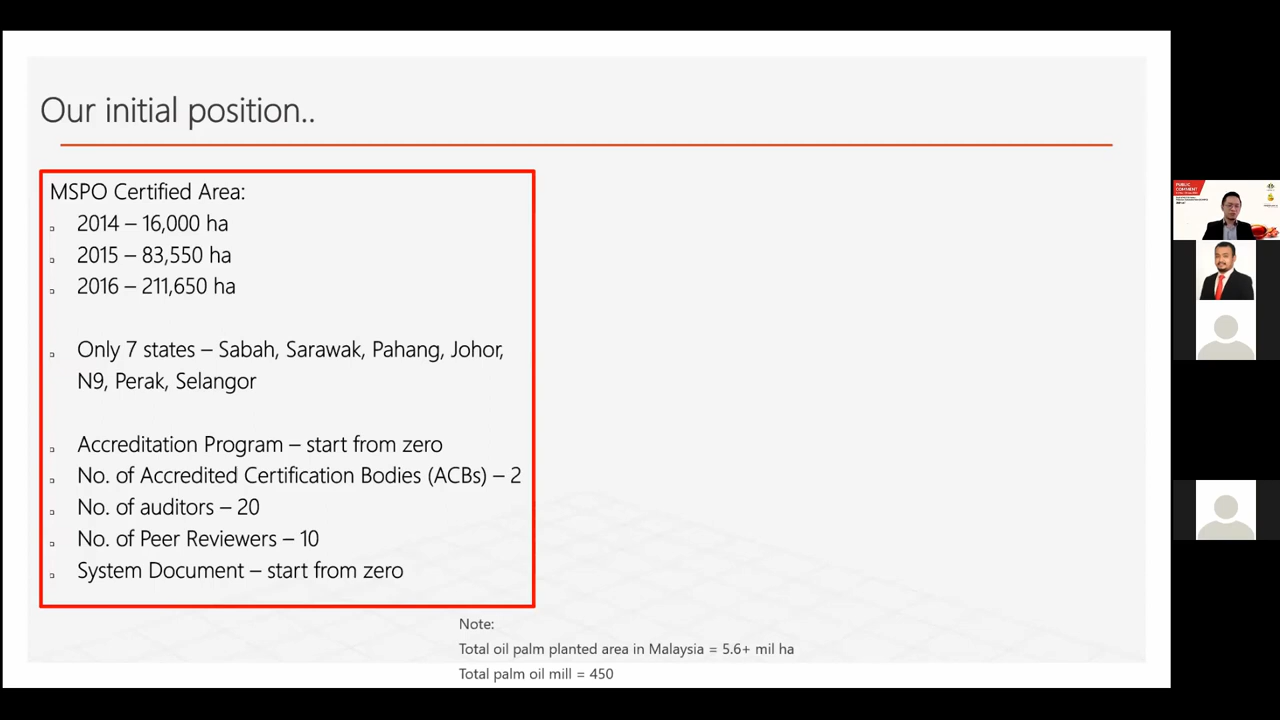 Our initial position..
MSPO Certified Area:
2014 – 16,000 ha
2015 – 83,550 ha
2016 – 211,650 ha
Only 7 states – Sabah, Sarawak, Pahang, Johor,
N9, Perak, Selangor
Accreditation Program – start from zero
No. of Accredited Certification Bodies (ACBs) – 2
No. of auditors – 20
No. of Peer Reviewers – 10
System Document – start from zero
Note:
Total oil palm planted area in Malaysia = 5.6+ mil ha
Total palm oil mill = 450
PUBLIC
COMMENT